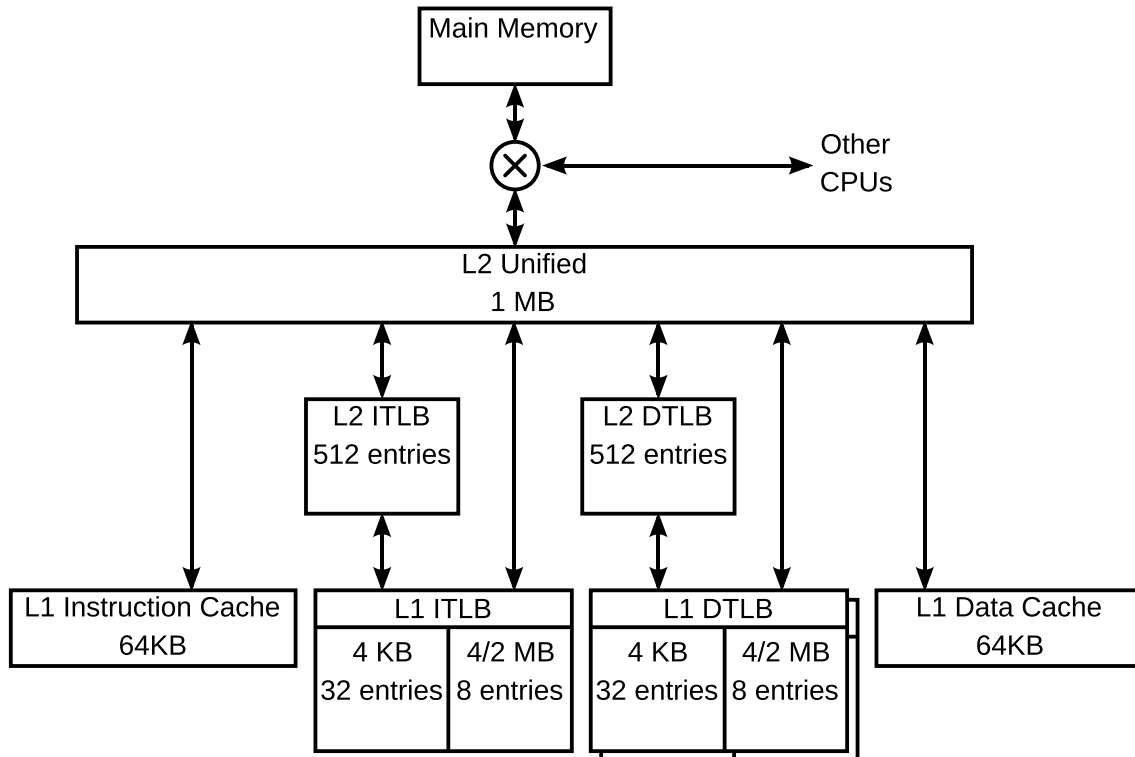 Main Memory
Other
CPUs
L2 Unified
1 MB
L2 ITLB
512 entries
L2 DTLB
512 entries
L1 Instruction Cache
64KB
L1 ITLB
4 KB
32 entries
4/2 MB
8 entries
L1 DTLB
4 KB
32 entries
4/2 MB
8 entries
L1 Data Cache
64KB